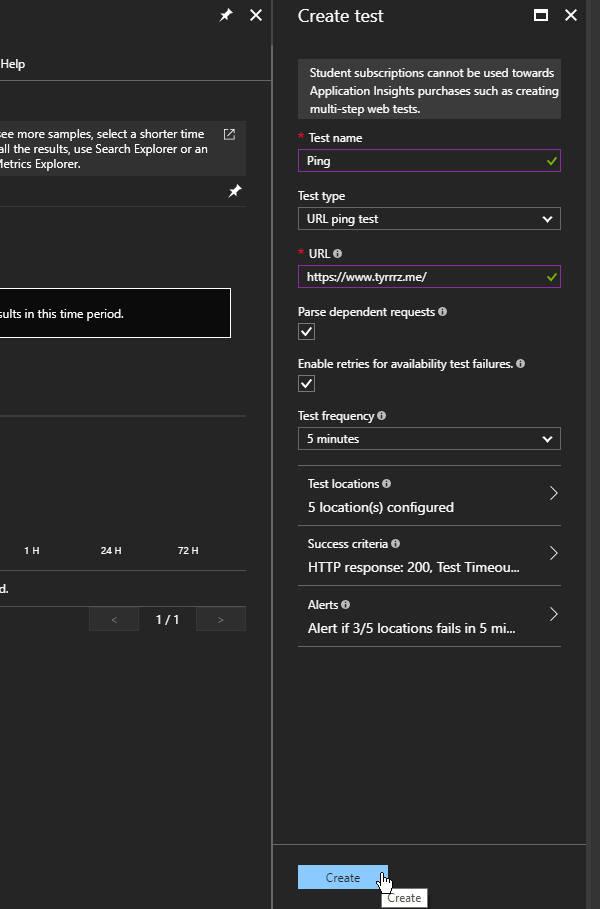 Help
see more samples, select a shorter time
all the results, use Search Explorer or an
Metrics Explorer.
sults in this time period.
1 H 24 H 72 H
d.
< 1 / 1 >
Create test
Student subscriptions cannot be used towards
Application Insights purchases such as creating
multi-step web tests.
* Test name
Ping
Test type
URL ping test
* URL
https://www.tyrrrz.me/
Parse dependent requests
Enable retries for availability test failures.
Test frequency
5 minutes
Test locations
5 location(s) configured
Success criteria
HTTP response: 200, Test Timeou...
Alerts
Alert if 3/5 locations fails in 5 mi...
Create
Create